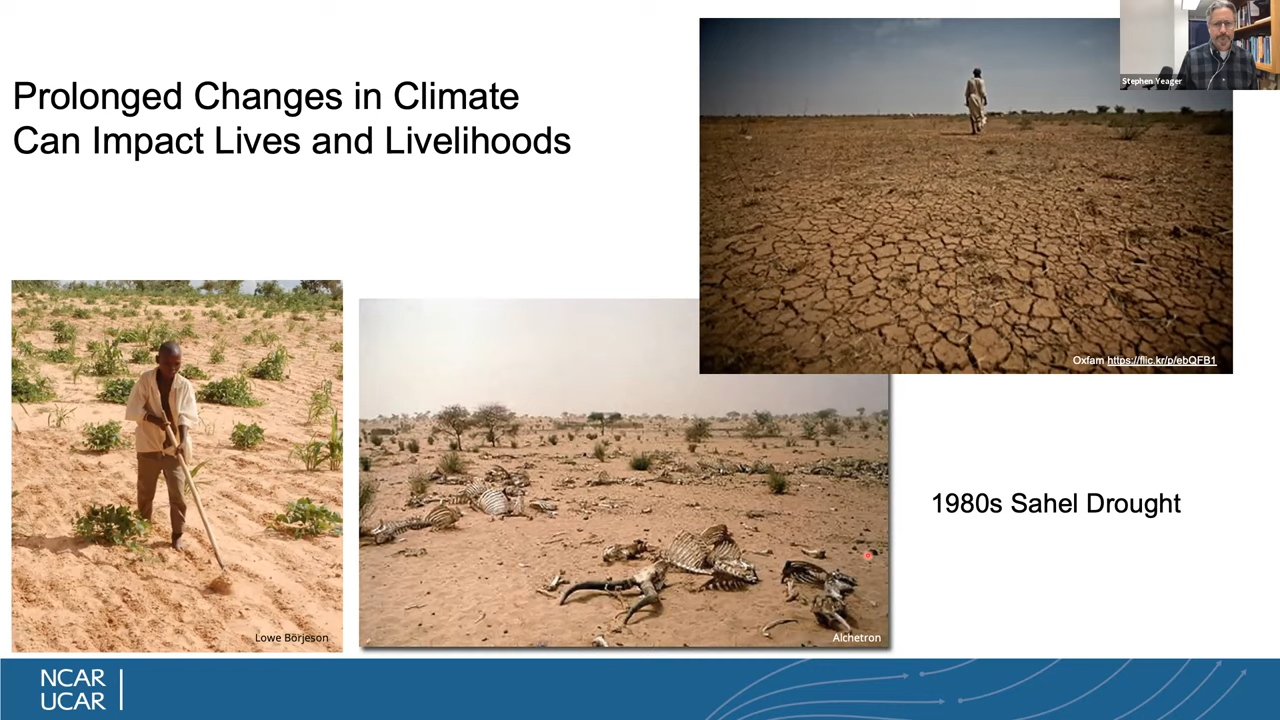 Prolonged Changes in Climate
Can Impact Lives and Livelihoods
Stephen Yeager
Oxfam https://flic.kr/p/ebQFB1
1980s Sahel Drought
Lowe Börjeson
Alchetron
NCAR
UCAR